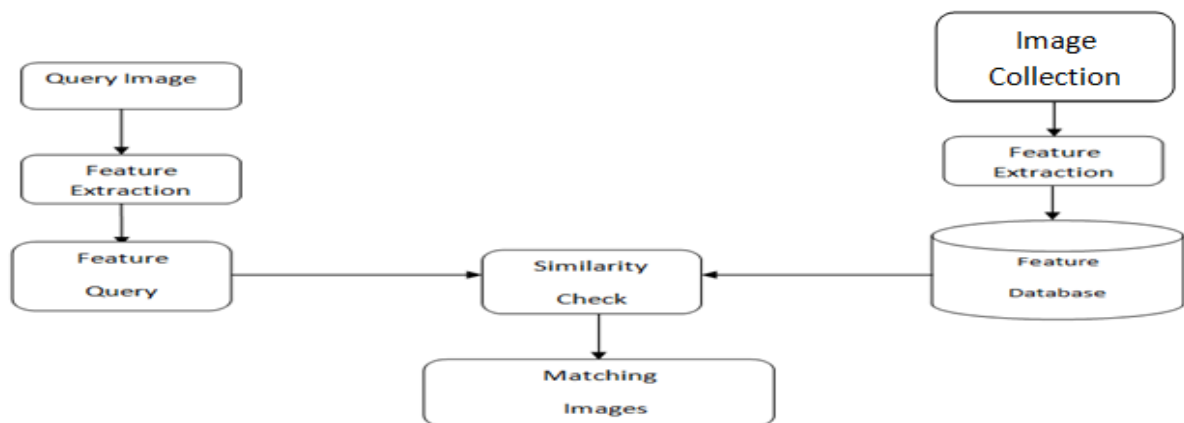 Query Image
Feature
Extraction
Feature
Query
Image
Collection
Feature
Extraction
Feature
Database
Similarity
Check
Matching
Images